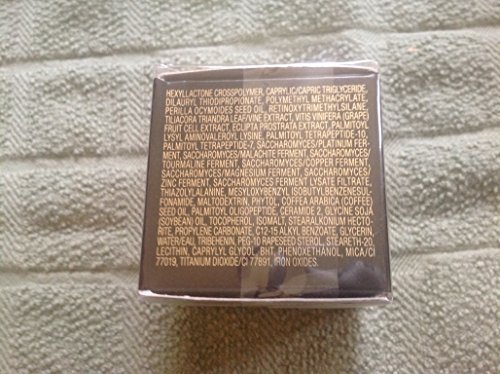 HEXYLLACTONE CROSSPOLYMER, CAPRYLIC/CAPRIC TRIGLYCERIDE,
DILAURYL THIODIPROPIONATE, POLYMETHYL METHACRYLATE,
PERILLA OCYMOIDES SEED OIL, RETINOXYTRIMETHYLSILANE,
TILIACORA TRIANDRA LEAF/VINE EXTRACT, VITIS VINIFERA (GRAPE)
FRUIT CELL EXTRACT, ECLIPTA PROSTRATA EXTRACT, PALMITOYL
LYSYL AMINOVALEROYL LYSINE, PALMITOYL TETRAPEPTIDE-10,
PALMITOYL TETRAPEPTIDE-7, SACCHAROMYCES/PLATINUM FER-
MENT, SACCHAROMYCES/MALACHITE FERMENT, SACCHAROMYCES/
TOURMALINE FERMENT, SACCHAROMYCES/COPPER FERMENT,
SACCHAROMYCES/MAGNESIUM FERMENT, SACCHAROMYCES/
ZINC FERMENT, SACCHAROMYCES FERMENT LYSATE FILTRATE,
THIAZOLYLALANINE, MESYLOXYBENZYL ISOBUTYLBENZENESUL-
FONAMIDE, MALTODEXTRIN, PHYTOL, COFFEA ARABICA (COFFEE)
SEED OIL, PALMITOYL OLIGOPEPTIDE, CERAMIDE 2, GLYCINE SOJA
(SOYBEAN) OIL, TOCOPHEROL, ISOMALT, STEARALKONIUM HECTO-
RITE, PROPYLENE CARBONATE, C12-15 ALKYL BENZOATE, GLYCERIN,
WATER/EAU, TRIBEHENIN, PEG-10 RAPESEED STEROL, STEARETH-20,
LECITHIN, CAPRYLYL GLYCOL, BHT, PHENOXYETHANOL, MICA/CI
77019, TITANIUM DIOXIDE/CI 77891, IRON OXIDES.